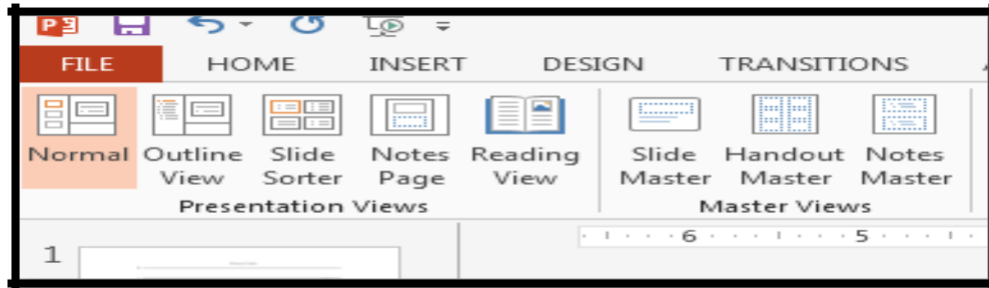 FILE HOME INSERT DESIGN TRANSITIONS
Normal Outline View Slide Sorter Notes Page Reading View Slide Master Handout Master Notes Master
Presentation Views Master Views
6 5
1